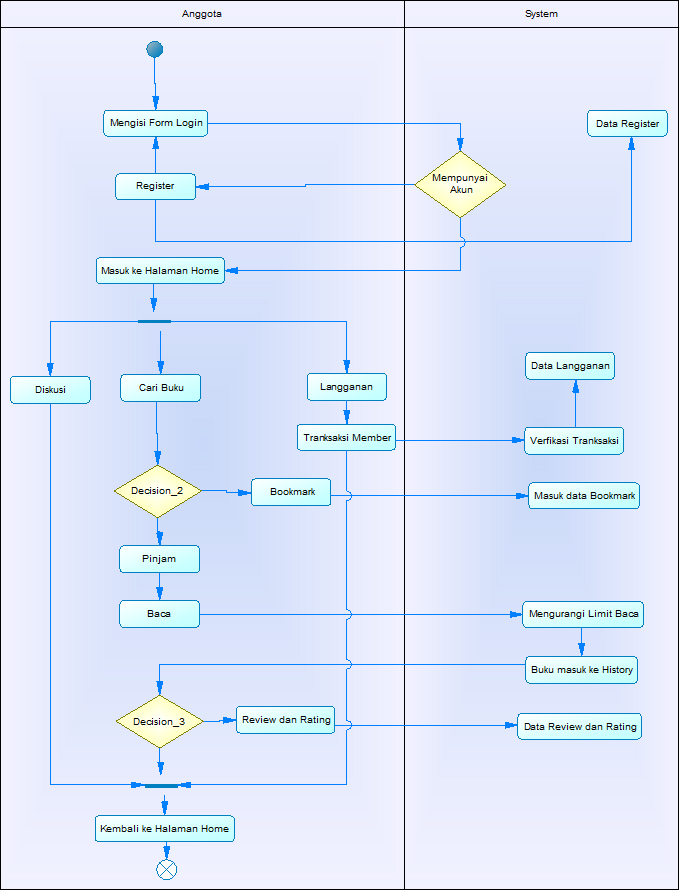 Anggota
System
Mengisi Form Login
Data Register
Mempunyai
Akun
Register
Masuk ke Halaman Home
Diskusi
Cari Buku
Langganan
Data Langganan
Tranksaksi Member
Verfikasi Tranksaksi
Decision_2
Bookmark
Masuk data Bookmark
Pinjam
Baca
Mengurangi Limit Baca
Buku masuk ke History
Decision_3
Review dan Rating
Data Review dan Rating
Kembali ke Halaman Home